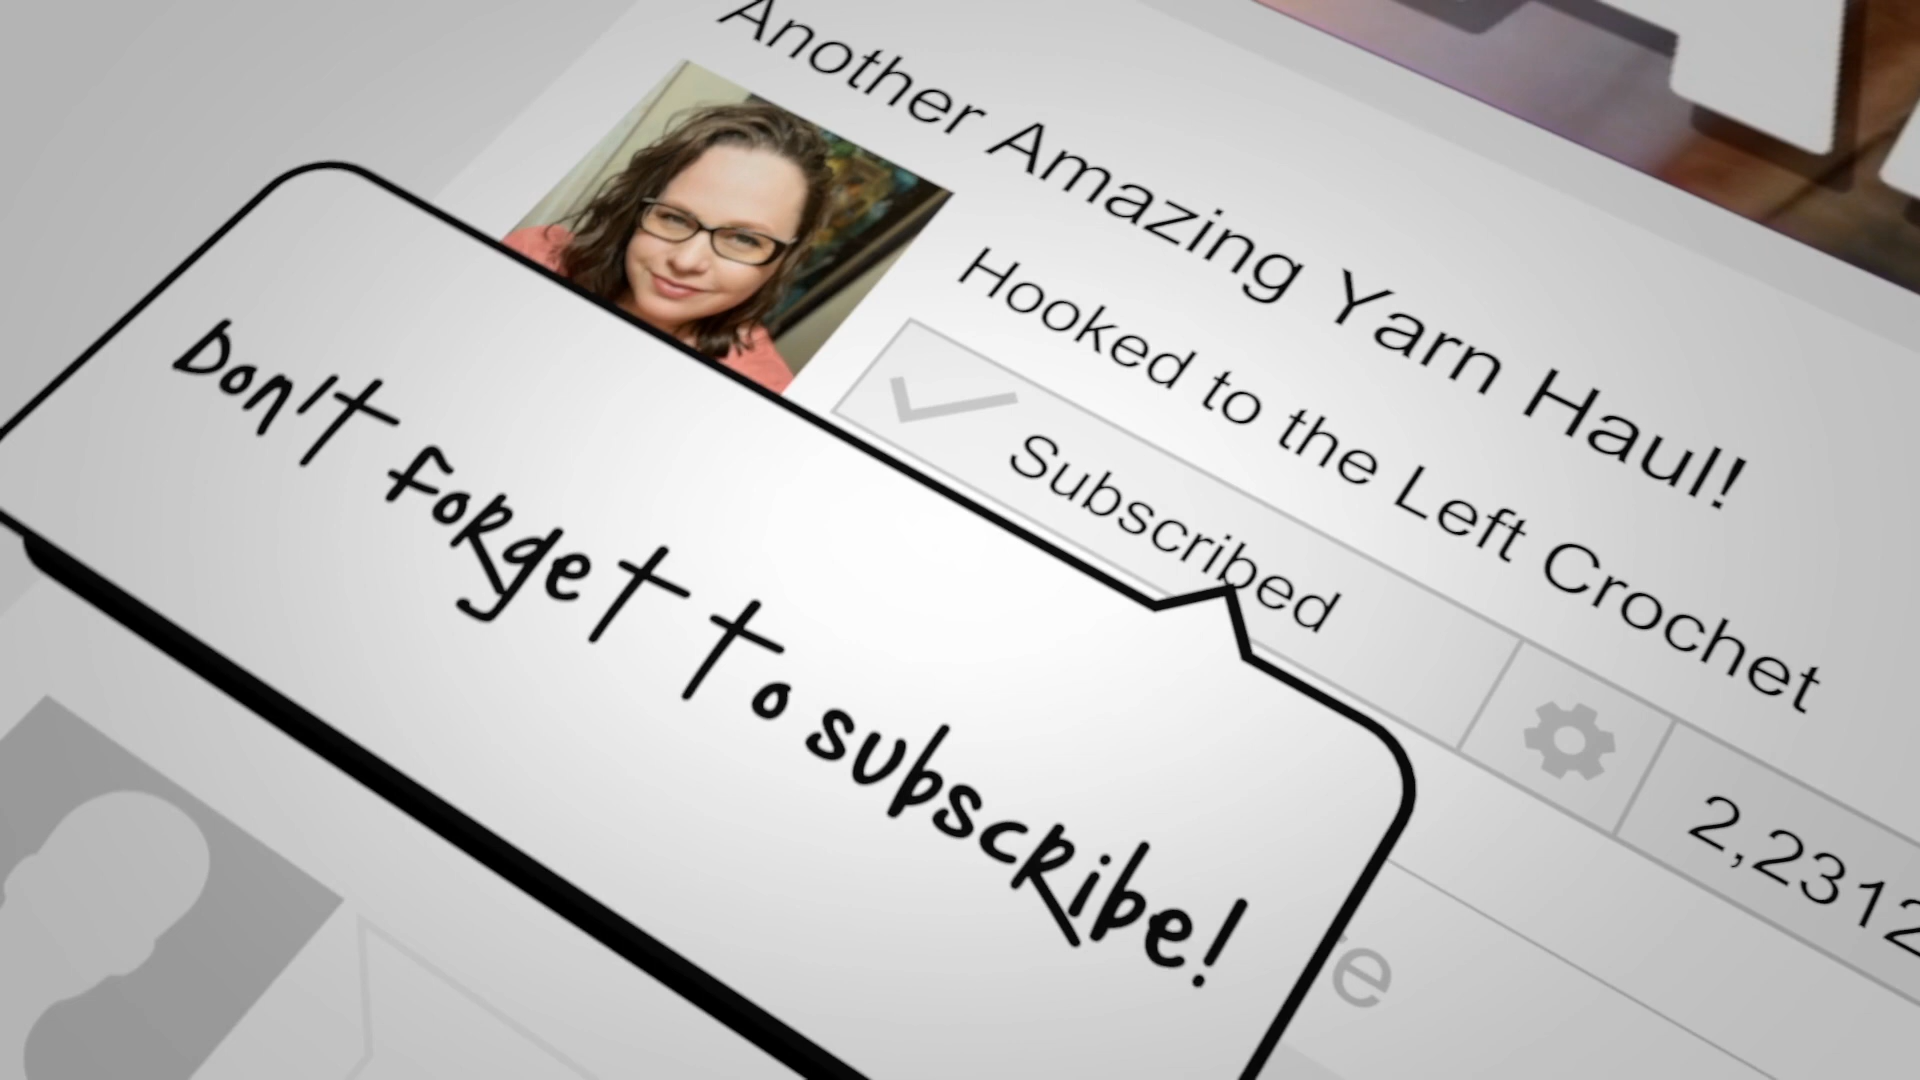 Another Amazing Yarn Haul!
Hooked to the Left Crochet
Subscribed
2,2312
Don't forget to subscribe!
e